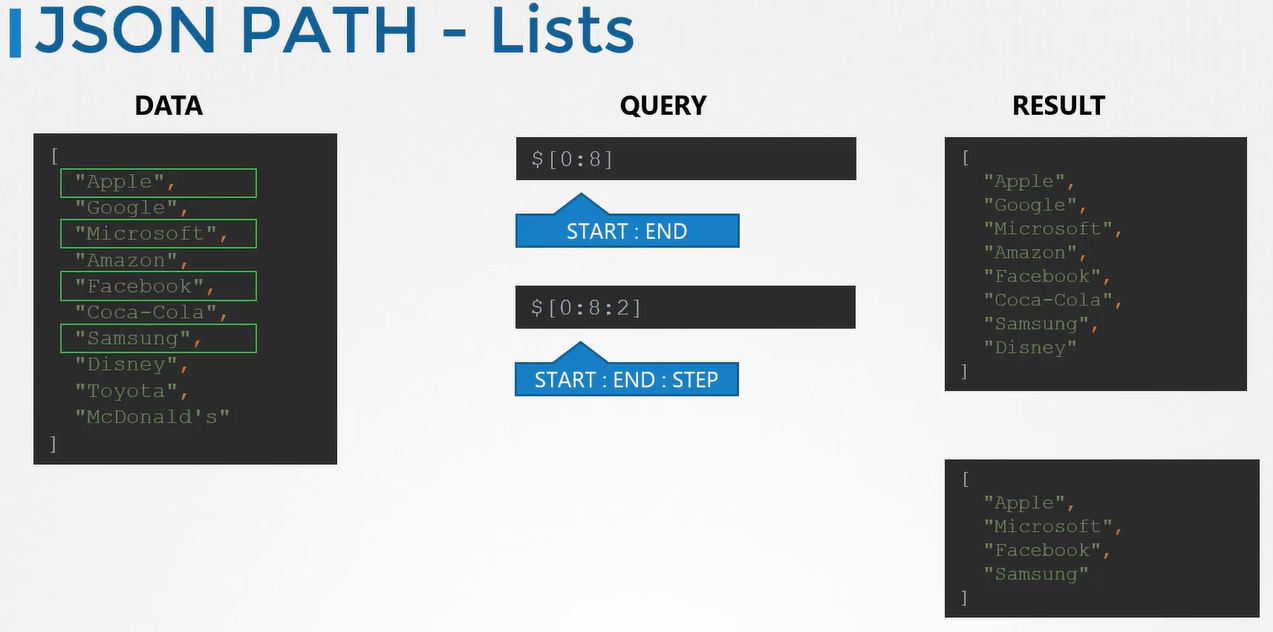 JSON PATH - Lists
DATA
[
"Apple",
"Google",
"Microsoft",
"Amazon",
"Facebook",
"Coca-Cola",
"Samsung",
"Disney",
"Toyota",
"McDonald's"
]
QUERY
$[0:8]
START : END
$[0:8:2]
START : END : STEP
RESULT
[
"Apple",
"Google",
"Microsoft",
"Amazon",
"Facebook",
"Coca-Cola",
"Samsung",
"Disney"
]
[
"Apple",
"Microsoft",
"Facebook",
"Samsung"
]